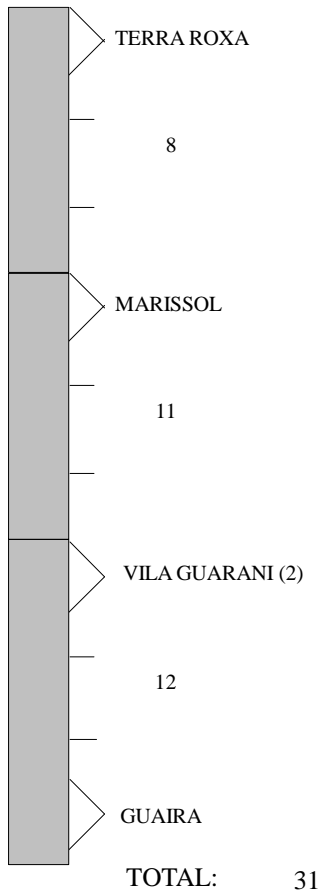 TERRA ROXA
8
MARISSOL
11
VILA GUARANI (2)
12
GUAIRA
TOTAL: 31